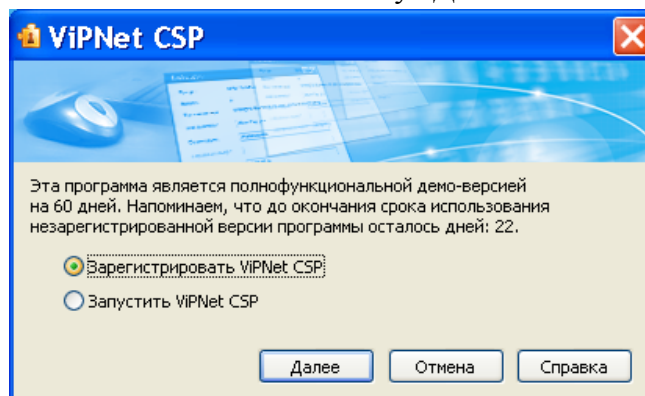 ViPNet CSP
Эта программа является полнофункциональной демо-версией
на 60 дней. Напоминаем, что до окончания срока использования
незарегистрированной версии программы осталось дней: 22.
Зарегистрировать ViPNet CSP
Запустить ViPNet CSP
Далее Отмена Справка